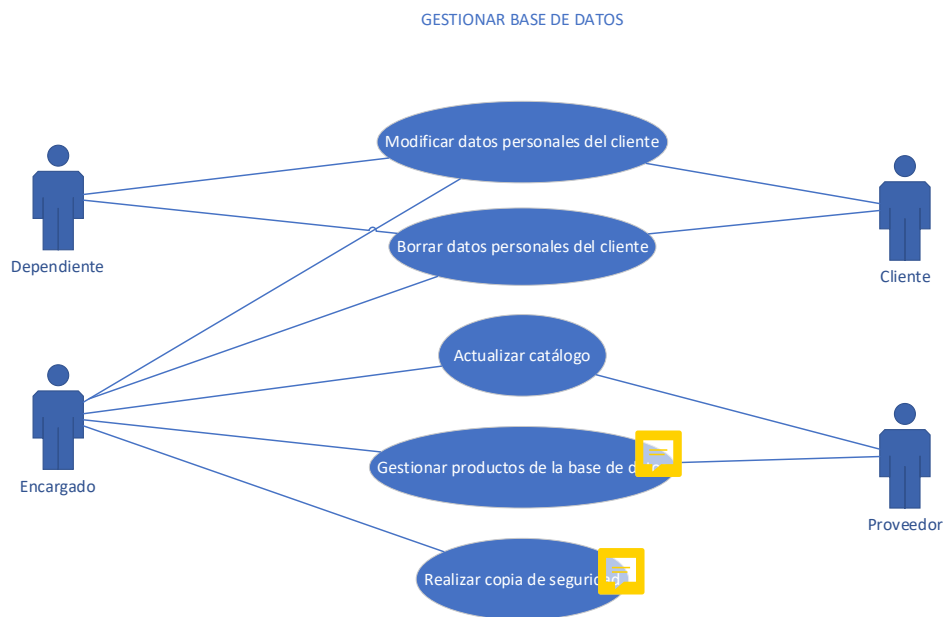 GESTIONAR BASE DE DATOS
Modificar datos personales del cliente
Dependiente
Borrar datos personales del cliente
Cliente
Actualizar catálogo
Encargado
Gestionar productos de la base de
Proveedor
Realizar copia de seguridad